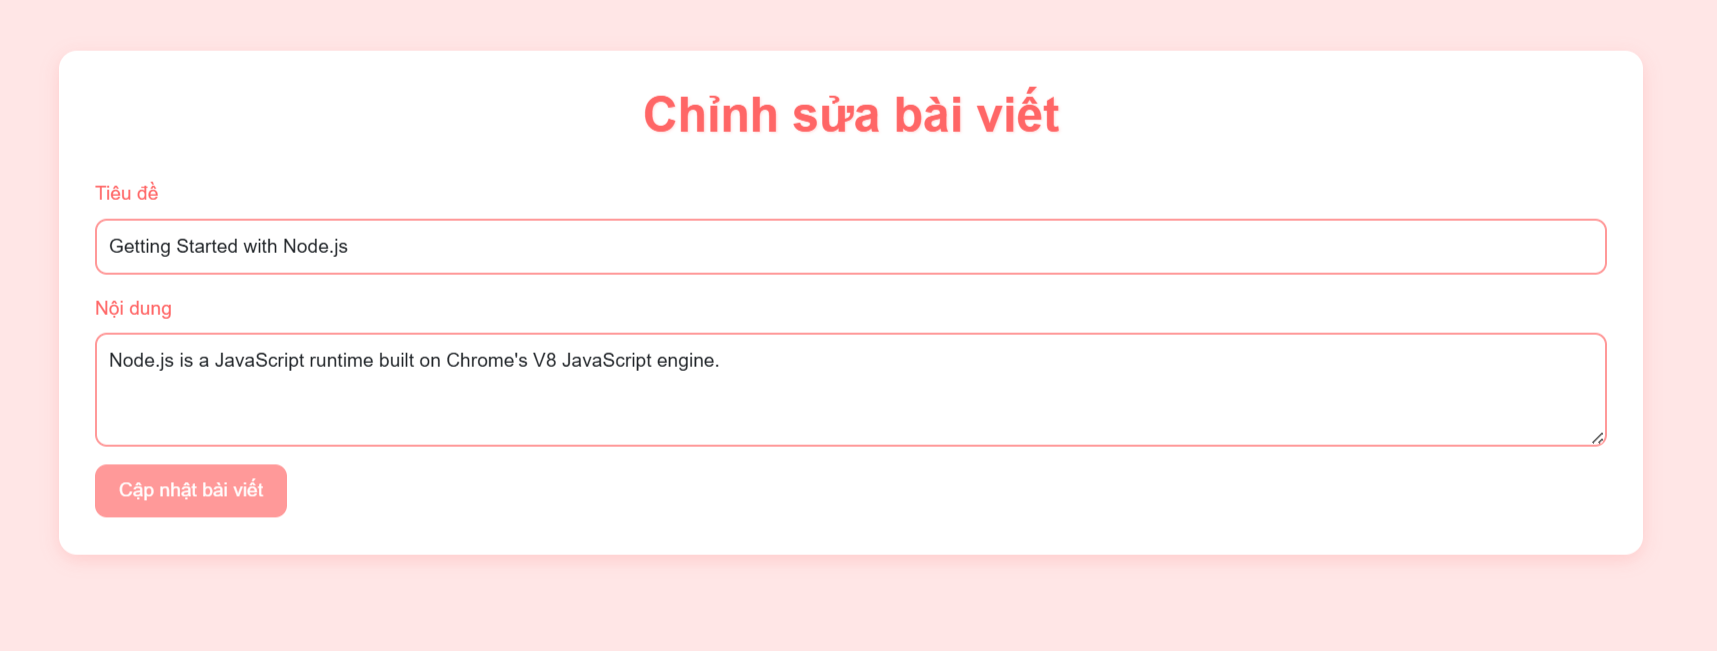 Chỉnh sửa bài viết
Tiêu đề
Getting Started with Node.js
Nội dung
Node.js is a JavaScript runtime built on Chrome's V8 JavaScript engine.
Cập nhật bài viết